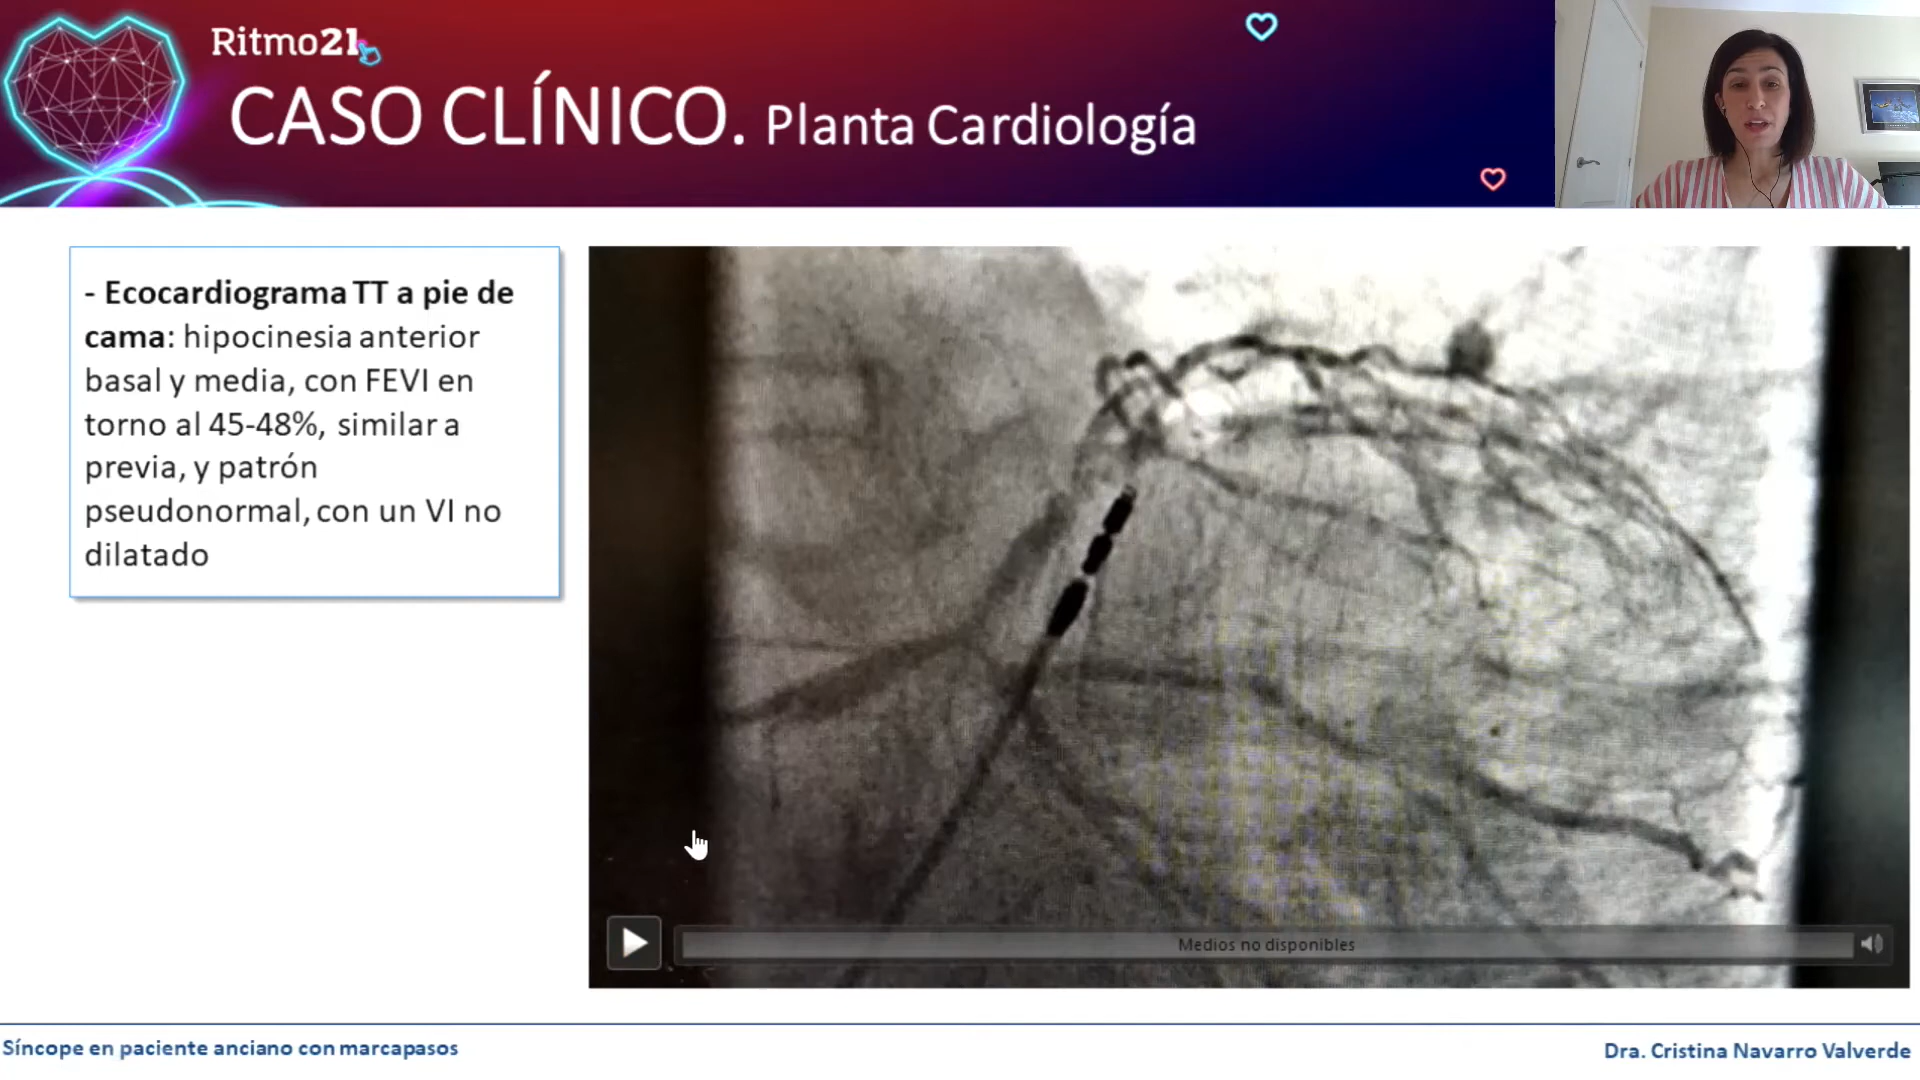 Ritmo21
CASO CLÍNICO. Planta Cardiología
- Ecocardiograma TT a pie de
cama: hipocinesia anterior
basal y media, con FEVI en
torno al 45-48%, similar a
previa, y patrón
pseudonormal, con un VI no
dilatado
Medios no disponibles
Síncope en paciente anciano con marcapasos
Dra. Cristina Navarro Valverde